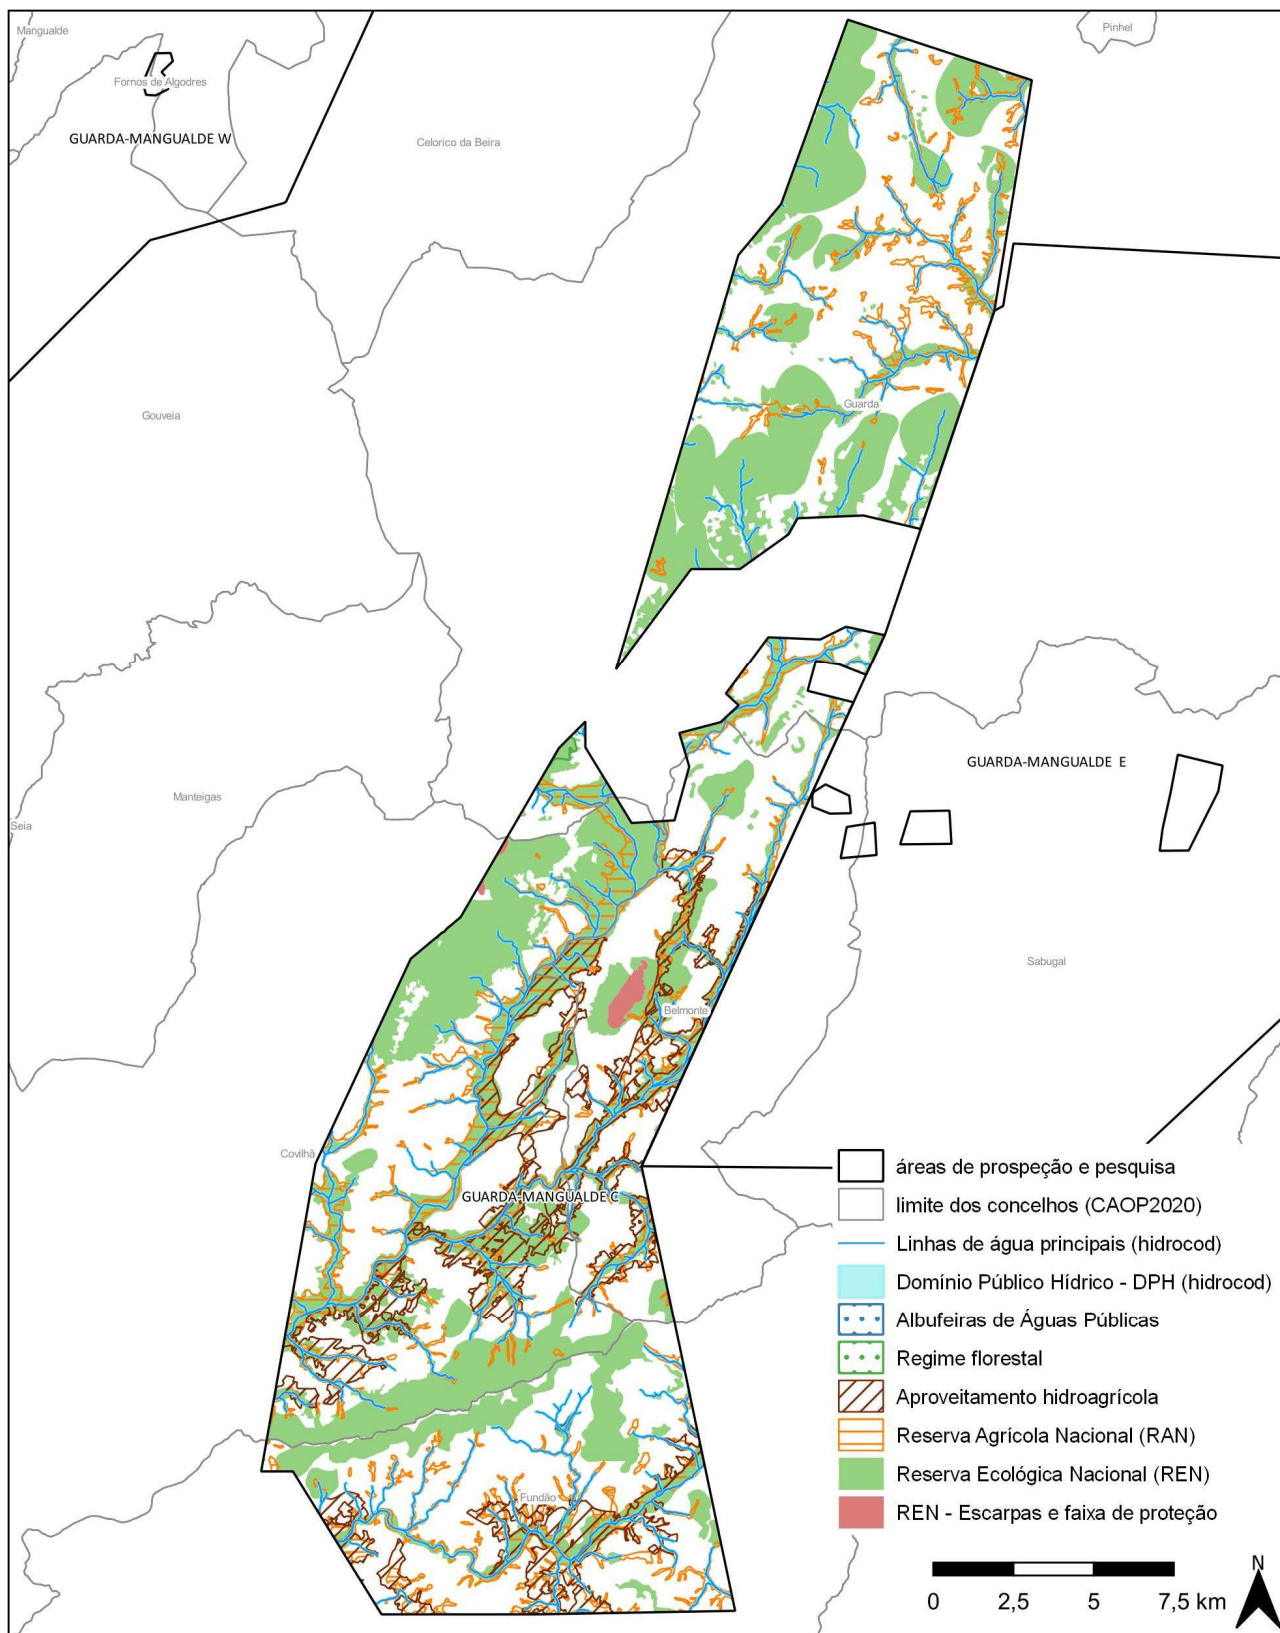 Mangualde
Pinhel
Fornos de Algodres
GUARDA-MANGUALDE W
Celorico da Beira
Gouveia
Guarda
GUARDA-MANGUALDE E
Manteigas
Seia
Sabugal
Belmonte
Covilhã
GUARDA-MANGUALDE C
Fundão
áreas de prospeção e pesquisa
limite dos concelhos (CAOP2020)
Linhas de água principais (hidrocod)
Domínio Público Hídrico - DPH (hidrocod)
Albufeiras de Águas Públicas
Regime florestal
Aproveitamento hidroagrícola
Reserva Agrícola Nacional (RAN)
Reserva Ecológica Nacional (REN)
REN - Escarpas e faixa de proteção
0 2,5 5 7,5 km
N